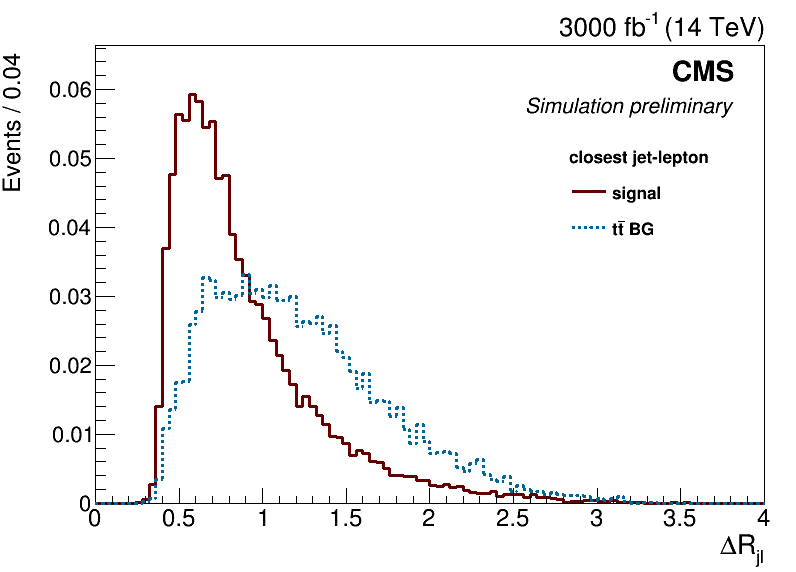 3000 fb⁻¹ (14 TeV)
CMS
Simulation preliminary
closest jet-lepton
signal
tt̄ BG
Events / 0.04
0.06
0.05
0.04
0.03
0.02
0.01
0
0 0.5 1 1.5 2 2.5 3 3.5 4
ΔR_jl